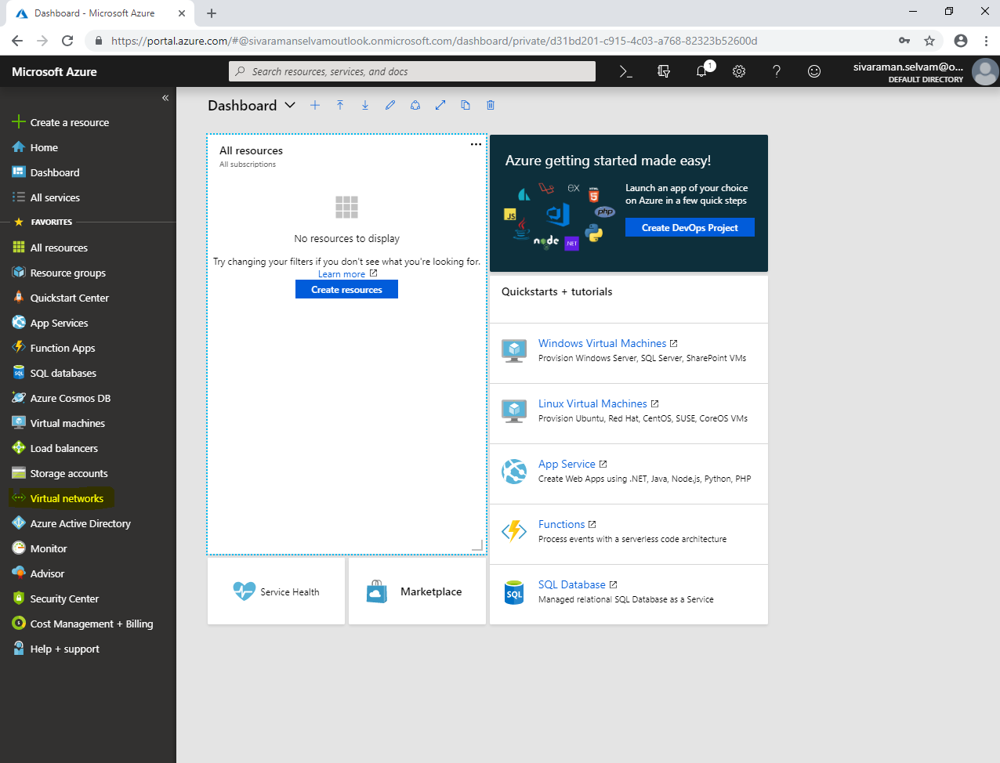 Dashboard - Microsoft Azure
https://portal.azure.com/#@sivaramanselvamoutlook.onmicrosoft.com/dashboard/private/d31bd201-c915-4c03-a768-82323b52600d
Microsoft Azure
Search resources, services, and docs
1
sivaraman.selvam@o...
DEFAULT DIRECTORY
Create a resource
Home
Dashboard
All services
FAVORITES
All resources
Resource groups
Quickstart Center
App Services
Function Apps
SQL databases
Azure Cosmos DB
Virtual machines
Load balancers
Storage accounts
Virtual networks
Azure Active Directory
Monitor
Advisor
Security Center
Cost Management + Billing
Help + support
Dashboard
All resources
All subscriptions
No resources to display
Try changing your filters if you don't see what you're looking for.
Learn more
Create resources
Service Health
Marketplace
Azure getting started made easy!
EX
HTML
5
JS
php
node
NET
Launch an app of your choice
on Azure in a few quick steps
Create DevOps Project
Quickstarts + tutorials
Windows Virtual Machines
Provision Windows Server, SQL Server, SharePoint VMs
Linux Virtual Machines
Provision Ubuntu, Red Hat, CentOS, SUSE, CoreOS VMs
App Service
Create Web Apps using .NET, Java, Node.js, Python, PHP
Functions
Process events with a serverless code architecture
SQL
SQL Database
Managed relational SQL Database as a Service